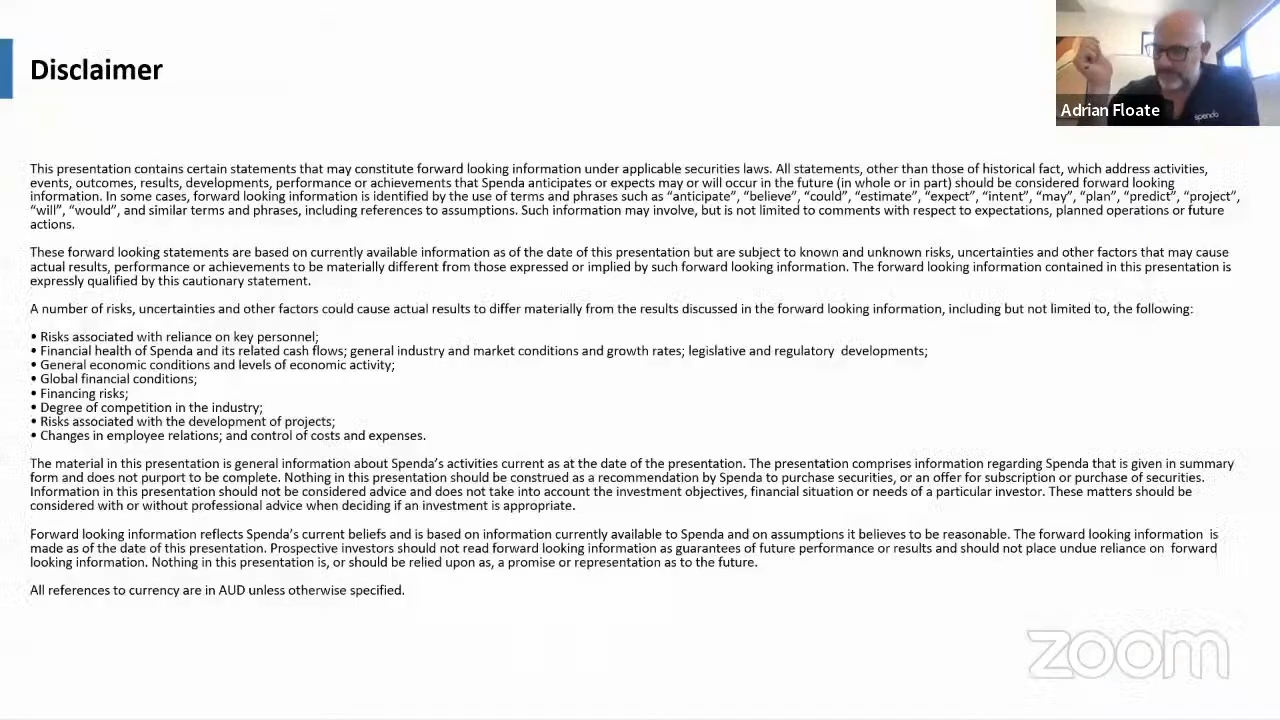 Disclaimer
Adrian Floate
spenda
This presentation contains certain statements that may constitute forward looking information under applicable securities laws. All statements, other than those of historical fact, which address activities,
events, outcomes, results, developments, performance or achievements that Spenda anticipates or expects may or will occur in the future (in whole or in part) should be considered forward looking
information. In some cases, forward looking information is identified by the use of terms and phrases such as “anticipate”, “believe”, “could”, “estimate”, “expect”, “intent”, “may”, “plan”, “predict”, “project”,
“will”, “would”, and similar terms and phrases, including references to assumptions. Such information may involve, but is not limited to comments with respect to expectations, planned operations or future
actions.
These forward looking statements are based on currently available information as of the date of this presentation but are subject to known and unknown risks, uncertainties and other factors that may cause
actual results, performance or achievements to be materially different from those expressed or implied by such forward looking information. The forward looking information contained in this presentation is
expressly qualified by this cautionary statement.
A number of risks, uncertainties and other factors could cause actual results to differ materially from the results discussed in the forward looking information, including but not limited to, the following:
• Risks associated with reliance on key personnel;
• Financial health of Spenda and its related cash flows; general industry and market conditions and growth rates; legislative and regulatory developments;
• General economic conditions and levels of economic activity;
• Global financial conditions;
• Financing risks;
• Degree of competition in the industry;
• Risks associated with the development of projects;
• Changes in employee relations; and control of costs and expenses.
The material in this presentation is general information about Spenda’s activities current as at the date of the presentation. The presentation comprises information regarding Spenda that is given in summary
form and does not purport to be complete. Nothing in this presentation should be construed as a recommendation by Spenda to purchase securities, or an offer for subscription or purchase of securities.
Information in this presentation should not be considered advice and does not take into account the investment objectives, financial situation or needs of a particular investor. These matters should be
considered with or without professional advice when deciding if an investment is appropriate.
Forward looking information reflects Spenda’s current beliefs and is based on information currently available to Spenda and on assumptions it believes to be reasonable. The forward looking information is
made as of the date of this presentation. Prospective investors should not read forward looking information as guarantees of future performance or results and should not place undue reliance on forward
looking information. Nothing in this presentation is, or should be relied upon as, a promise or representation as to the future.
All references to currency are in AUD unless otherwise specified.
zoom